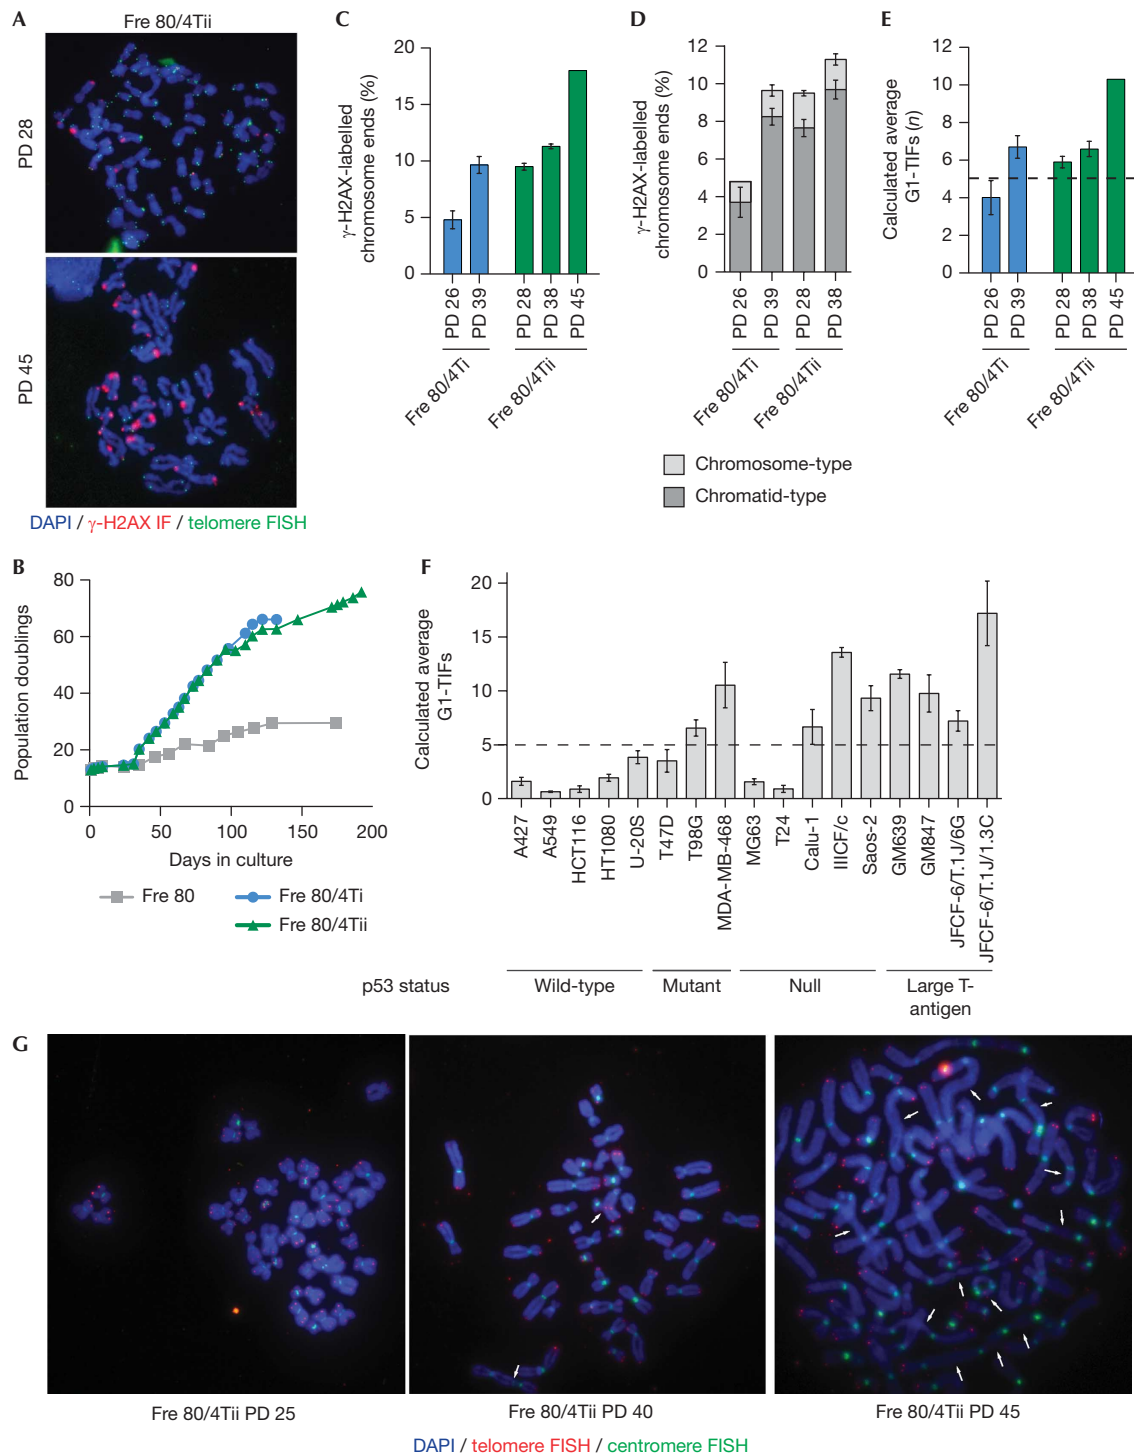 A
Fre 80/4Tii
PD 28
PD 45
DAPI / γ-H2AX IF / telomere FISH
B
Population doublings
80
60
40
20
0
0 50 100 150 200
Days in culture
Fre 80
Fre 80/4Ti
Fre 80/4Tii
C
γ-H2AX-labelled chromosome ends (%)
20
15
10
5
0
PD 26
PD 39
PD 28
PD 38
PD 45
Fre 80/4Ti
Fre 80/4Tii
D
γ-H2AX-labelled chromosome ends (%)
12
10
8
6
4
2
0
PD 26
PD 39
PD 28
PD 38
Fre 80/4Ti
Fre 80/4Tii
Chromosome-type
Chromatid-type
E
Calculated average G1-TIFs (n)
12
10
8
6
4
2
0
PD 26
PD 39
PD 28
PD 38
PD 45
Fre 80/4Ti
Fre 80/4Tii
F
Calculated average G1-TIFs
20
15
10
5
0
A427
A549
HCT116
HT1080
U-20S
T47D
T98G
MDA-MB-468
MG63
T24
Calu-1
IIICF/c
Saos-2
GM639
GM847
JFCF-6/T.1J/6G
JFCF-6/T.1J/1.3C
p53 status
Wild-type
Mutant
Null
Large T-antigen
G
Fre 80/4Tii PD 25
Fre 80/4Tii PD 40
Fre 80/4Tii PD 45
DAPI / telomere FISH / centromere FISH